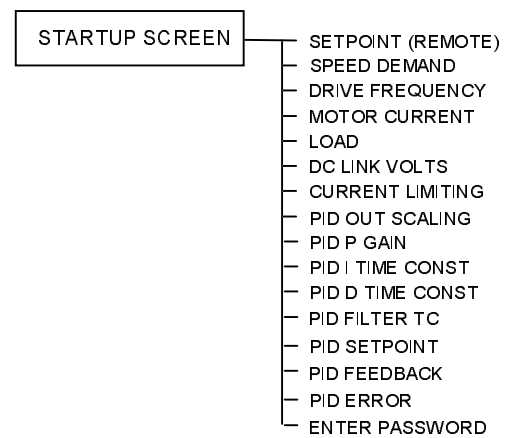 STARTUP SCREEN
SETPOINT (REMOTE)
SPEED DEMAND
DRIVE FREQUENCY
MOTOR CURRENT
LOAD
DC LINK VOLTS
CURRENT LIMITING
PID OUT SCALING
PID P GAIN
PID I TIME CONST
PID D TIME CONST
PID FILTER TC
PID SETPOINT
PID FEEDBACK
PID ERROR
ENTER PASSWORD